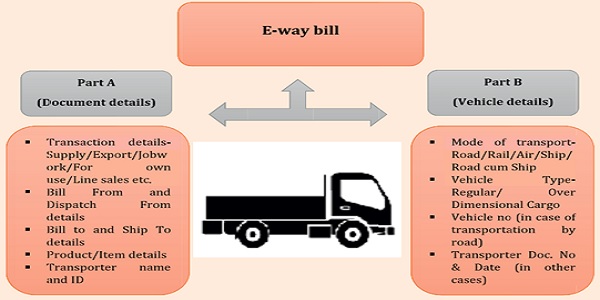 E-way bill
Part A
(Document details)
▪ Transaction details-
Supply/Export/Jobw
ork/For own
use/Line sales etc.
▪ Bill From and
Dispatch From
details
▪ Bill to and Ship To
details
▪ Product/Item details
▪ Transporter name
and ID
Part B
(Vehicle details)
▪ Mode of transport-
Road/Rail/Air/Ship/
Road cum Ship
▪ Vehicle Type-
Regular/ Over
Dimensional Cargo
▪ Vehicle no (in case of
transportation by
road)
▪ Transporter Doc. No
& Date (in other
cases)